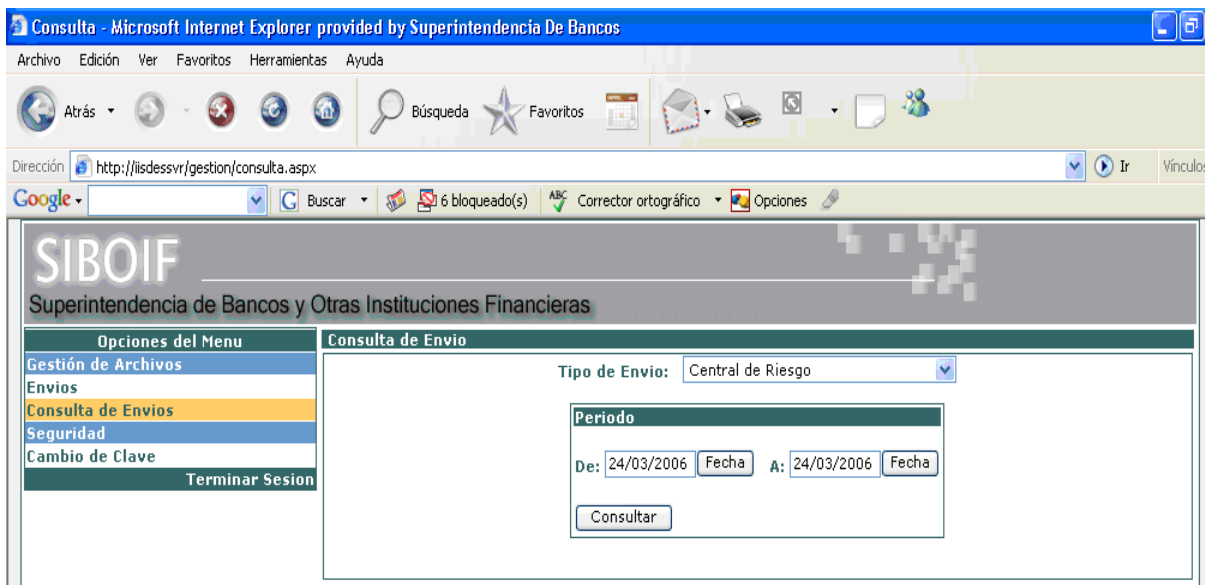 Consulta - Microsoft Internet Explorer provided by Superintendencia De Bancos
Archivo Edición Ver Favoritos Herramientas Ayuda
Atrás Búsqueda Favoritos
Dirección http://iisdessvr/gestion/consulta.aspx Ir Vínculos
Google Buscar 6 bloqueado(s) ABC Corrector ortográfico Opciones
SIBOIF
Superintendencia de Bancos y Otras Instituciones Financieras
Opciones del Menu
Gestión de Archivos
Envios
Consulta de Envios
Seguridad
Cambio de Clave
Terminar Sesion
Consulta de Envio
Tipo de Envio: Central de Riesgo
Periodo
De: 24/03/2006 Fecha A: 24/03/2006 Fecha
Consultar